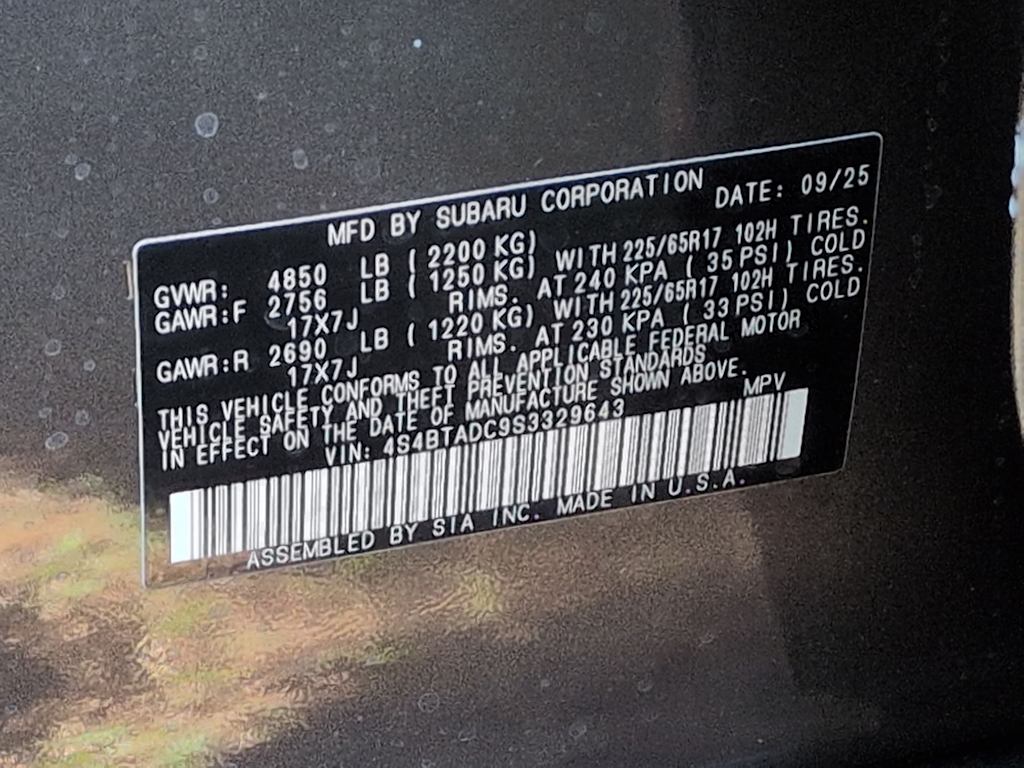 MFD BY SUBARU CORPORATION DATE: 09/25
GVWR: 4850 LB ( 2200 KG)
GAWR:F 2756 LB ( 1250 KG) WITH 225/65R17 102H TIRES.
17X7J RIMS. AT 240 KPA ( 35 PSI) COLD
GAWR:R 2690 LB ( 1220 KG) WITH 225/65R17 102H TIRES.
17X7J RIMS. AT 230 KPA ( 33 PSI) COLD
THIS VEHICLE CONFORMS TO ALL APPLICABLE FEDERAL MOTOR
VEHICLE SAFETY AND THEFT PREVENTION STANDARDS
IN EFFECT ON THE DATE OF MANUFACTURE SHOWN ABOVE.
VIN: 4S4BTADC9S3329643 MPV
ASSEMBLED BY SIA INC. MADE IN U.S.A.